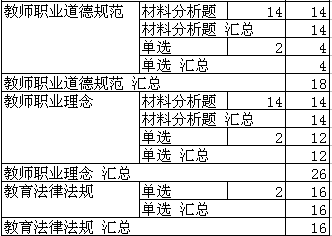 教师职业道德规范 材料分析题 14 14
材料分析题 汇总 14
单选 2 4
单选 汇总 4
教师职业道德规范 汇总 18
教师职业理念 材料分析题 14 14
材料分析题 汇总 14
单选 2 12
单选 汇总 12
教师职业理念 汇总 26
教育法律法规 单选 2 16
单选 汇总 16
教育法律法规 汇总 16